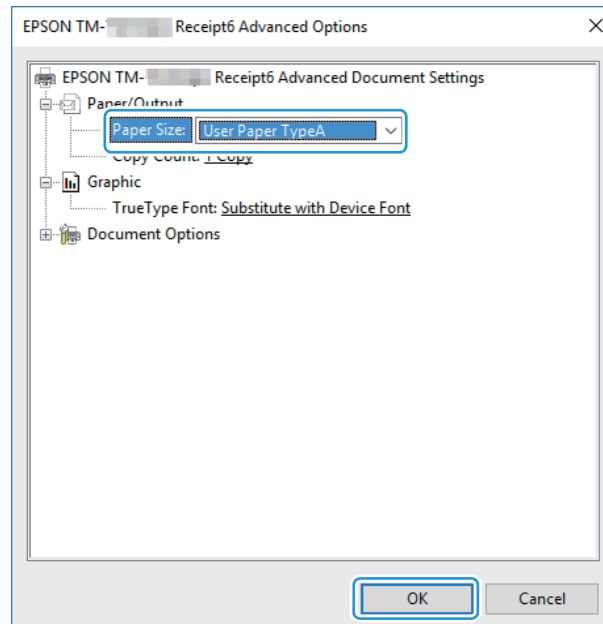 EPSON TM- Receipt6 Advanced Options
EPSON TM- Receipt6 Advanced Document Settings
Paper/Output
Paper Size: User Paper TypeA
Copy Count: 1 Copy
Graphic
TrueType Font: Substitute with Device Font
Document Options
OK Cancel